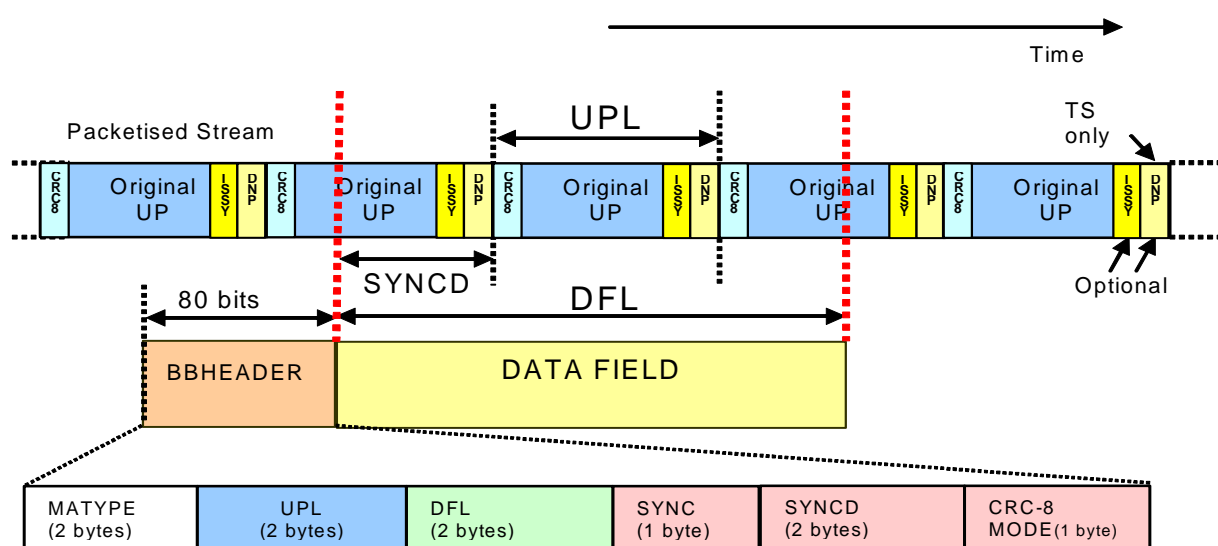 Time
UPL
TS
only
Packetised Stream
CRC8
Original
UP
ISSY
DNP
CRC8
Original
UP
ISSY
DNP
CRC8
Original
UP
ISSY
DNP
CRC8
Original
UP
ISSY
DNP
CRC8
Original
UP
ISSY
DNP
SYNCD
Optional
80 bits
DFL
BBHEADER
DATA FIELD
MATYPE
(2 bytes)
UPL
(2 bytes)
DFL
(2 bytes)
SYNC
(1 byte)
SYNCD
(2 bytes)
CRC-8
MODE(1 byte)